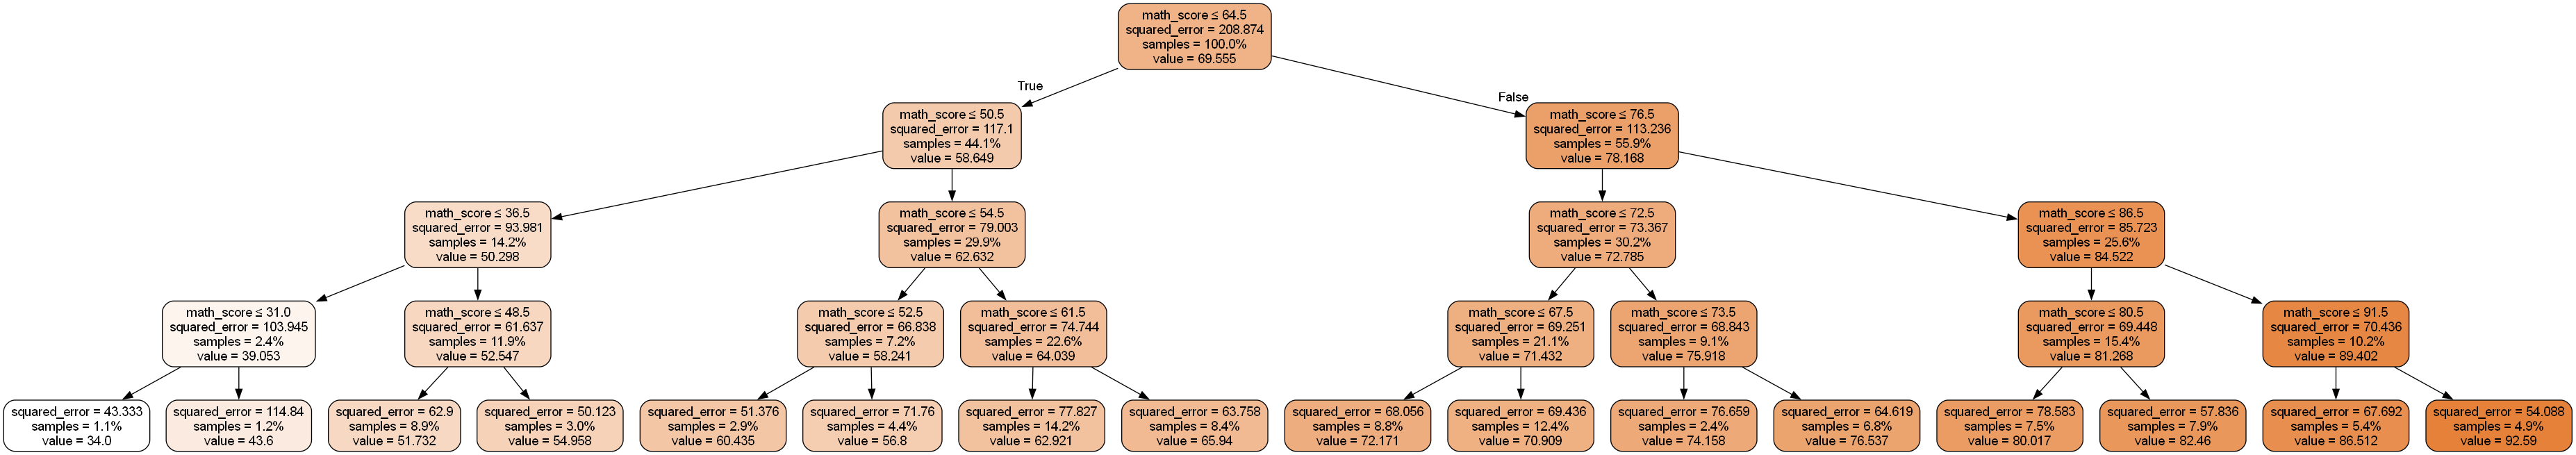 math_score ≤ 64.5
squared_error = 208.874
samples = 100.0%
value = 69.555
True
False
math_score ≤ 50.5
squared_error = 117.1
samples = 44.1%
value = 58.649
math_score ≤ 76.5
squared_error = 113.236
samples = 55.9%
value = 78.168
math_score ≤ 36.5
squared_error = 93.981
samples = 14.2%
value = 50.298
math_score ≤ 54.5
squared_error = 79.003
samples = 29.9%
value = 62.632
math_score ≤ 72.5
squared_error = 73.367
samples = 30.2%
value = 72.785
math_score ≤ 86.5
squared_error = 85.723
samples = 25.6%
value = 84.522
math_score ≤ 31.0
squared_error = 103.945
samples = 2.4%
value = 39.053
math_score ≤ 48.5
squared_error = 61.637
samples = 11.9%
value = 52.547
math_score ≤ 52.5
squared_error = 66.838
samples = 7.2%
value = 58.241
math_score ≤ 61.5
squared_error = 74.744
samples = 22.6%
value = 64.039
math_score ≤ 67.5
squared_error = 69.251
samples = 21.1%
value = 71.432
math_score ≤ 73.5
squared_error = 68.843
samples = 9.1%
value = 75.918
math_score ≤ 80.5
squared_error = 69.448
samples = 15.4%
value = 81.268
math_score ≤ 91.5
squared_error = 70.436
samples = 10.2%
value = 89.402
squared_error = 43.333
samples = 1.1%
value = 34.0
squared_error = 114.84
samples = 1.2%
value = 43.6
squared_error = 62.9
samples = 8.9%
value = 51.732
squared_error = 50.123
samples = 3.0%
value = 54.958
squared_error = 51.376
samples = 2.9%
value = 60.435
squared_error = 71.76
samples = 4.4%
value = 56.8
squared_error = 77.827
samples = 14.2%
value = 62.921
squared_error = 63.758
samples = 8.4%
value = 65.94
squared_error = 68.056
samples = 8.8%
value = 72.171
squared_error = 69.436
samples = 12.4%
value = 70.909
squared_error = 76.659
samples = 2.4%
value = 74.158
squared_error = 64.619
samples = 6.8%
value = 76.537
squared_error = 78.583
samples = 7.5%
value = 80.017
squared_error = 57.836
samples = 7.9%
value = 82.46
squared_error = 67.692
samples = 5.4%
value = 86.512
squared_error = 54.088
samples = 4.9%
value = 92.59